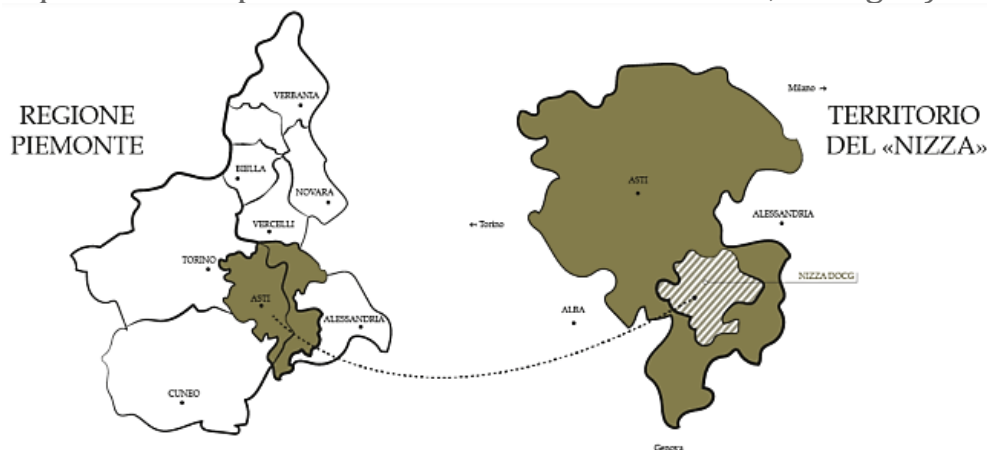 REGIONE
PIEMONTE
VERBANIA
BIELLA
NOVARA
VERCELLI
TORINO
ASTI
ALESSANDRIA
CUNEO
Milano →
TERRITORIO
DEL «NIZZA»
ASTI
ALESSANDRIA
← Torino
NIZZA DOCG
ALBA
Genova